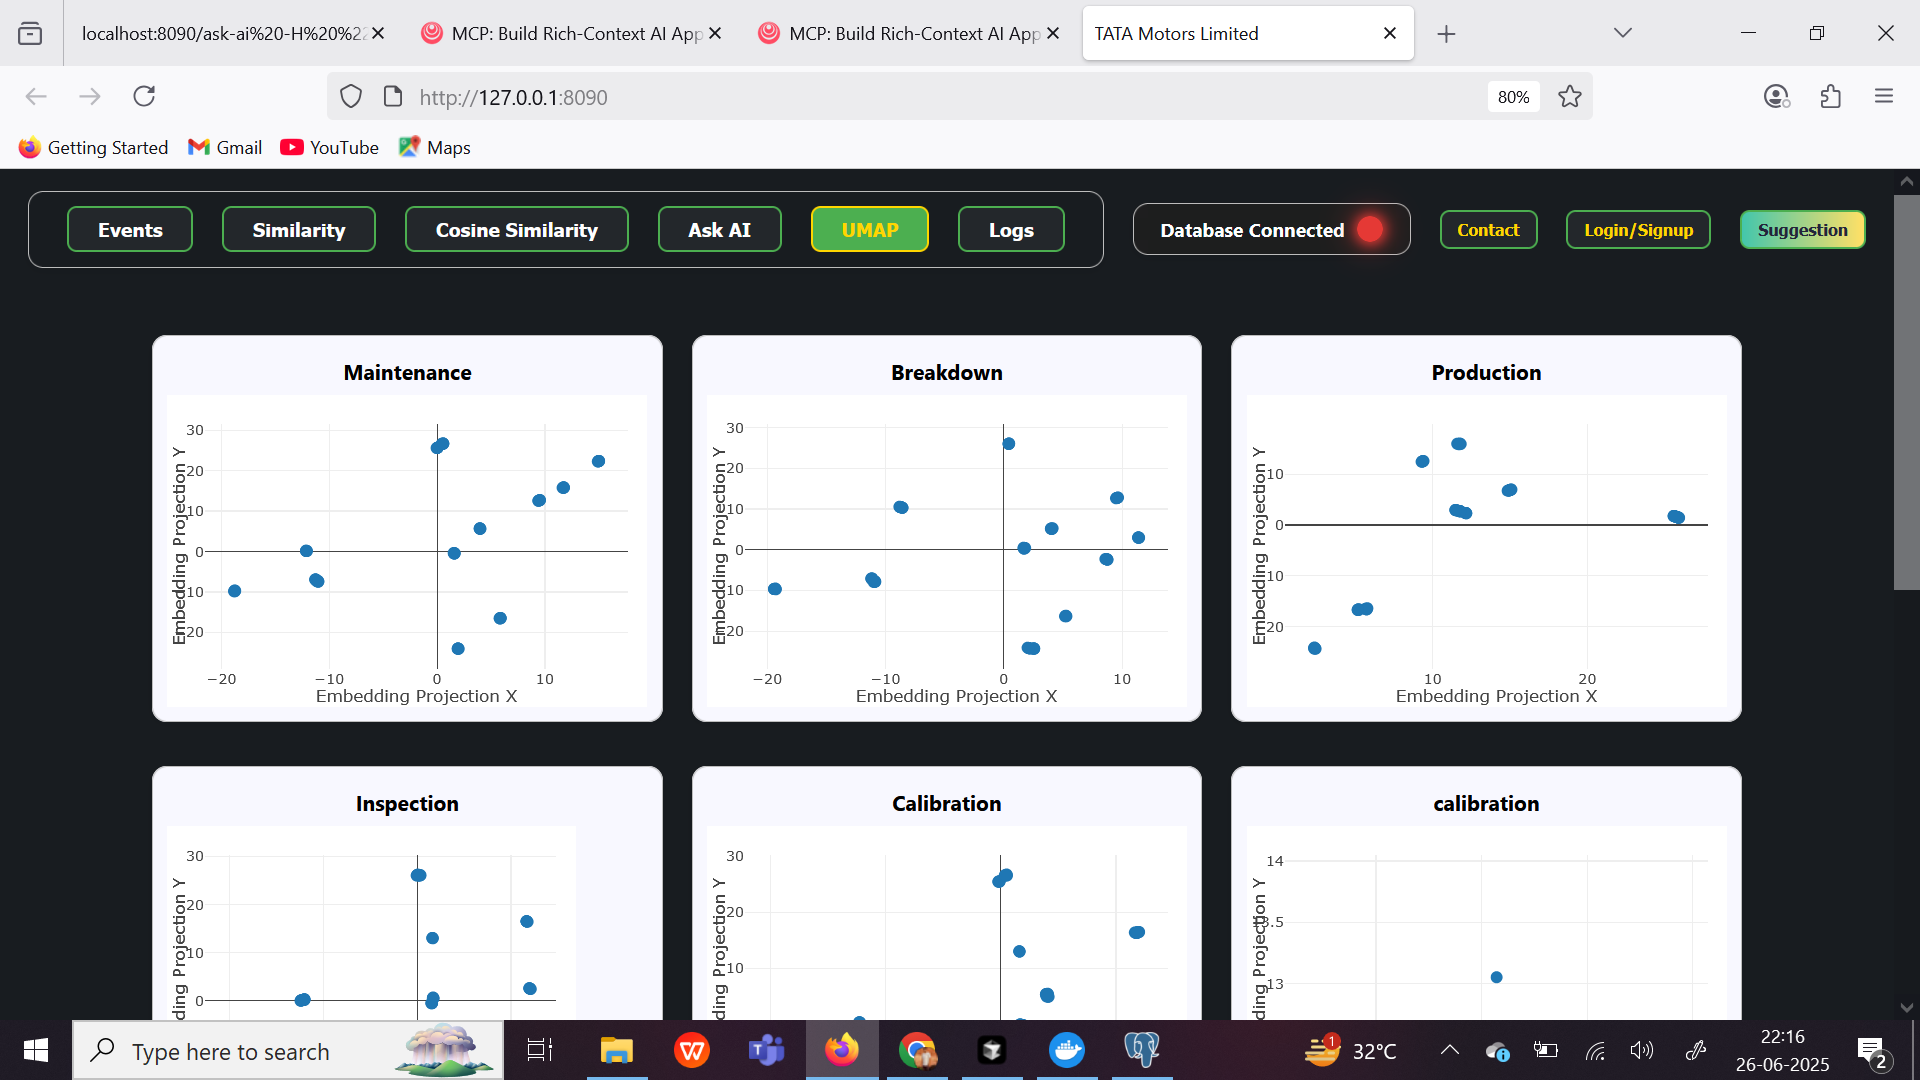 localhost:8090/ask-ai%20-H%20%22
MCP: Build Rich-Context AI App
MCP: Build Rich-Context AI App
TATA Motors Limited
http://127.0.0.1:8090
80%
Getting Started
Gmail
YouTube
Maps
Events
Similarity
Cosine Similarity
Ask AI
UMAP
Logs
Database Connected
Contact
Login/Signup
Suggestion
Maintenance
Embedding Projection Y
30
20
10
0
−10
−20
−20
−10
0
10
Embedding Projection X
Breakdown
Embedding Projection Y
30
20
10
0
−10
−20
−20
−10
0
10
Embedding Projection X
Production
Embedding Projection Y
10
0
−10
−20
10
20
Embedding Projection X
Inspection
ding Projection Y
30
20
10
0
Calibration
ding Projection Y
30
20
10
calibration
ding Projection Y
14
13.5
13
Type here to search
1
32°C
22:16
26-06-2025
2